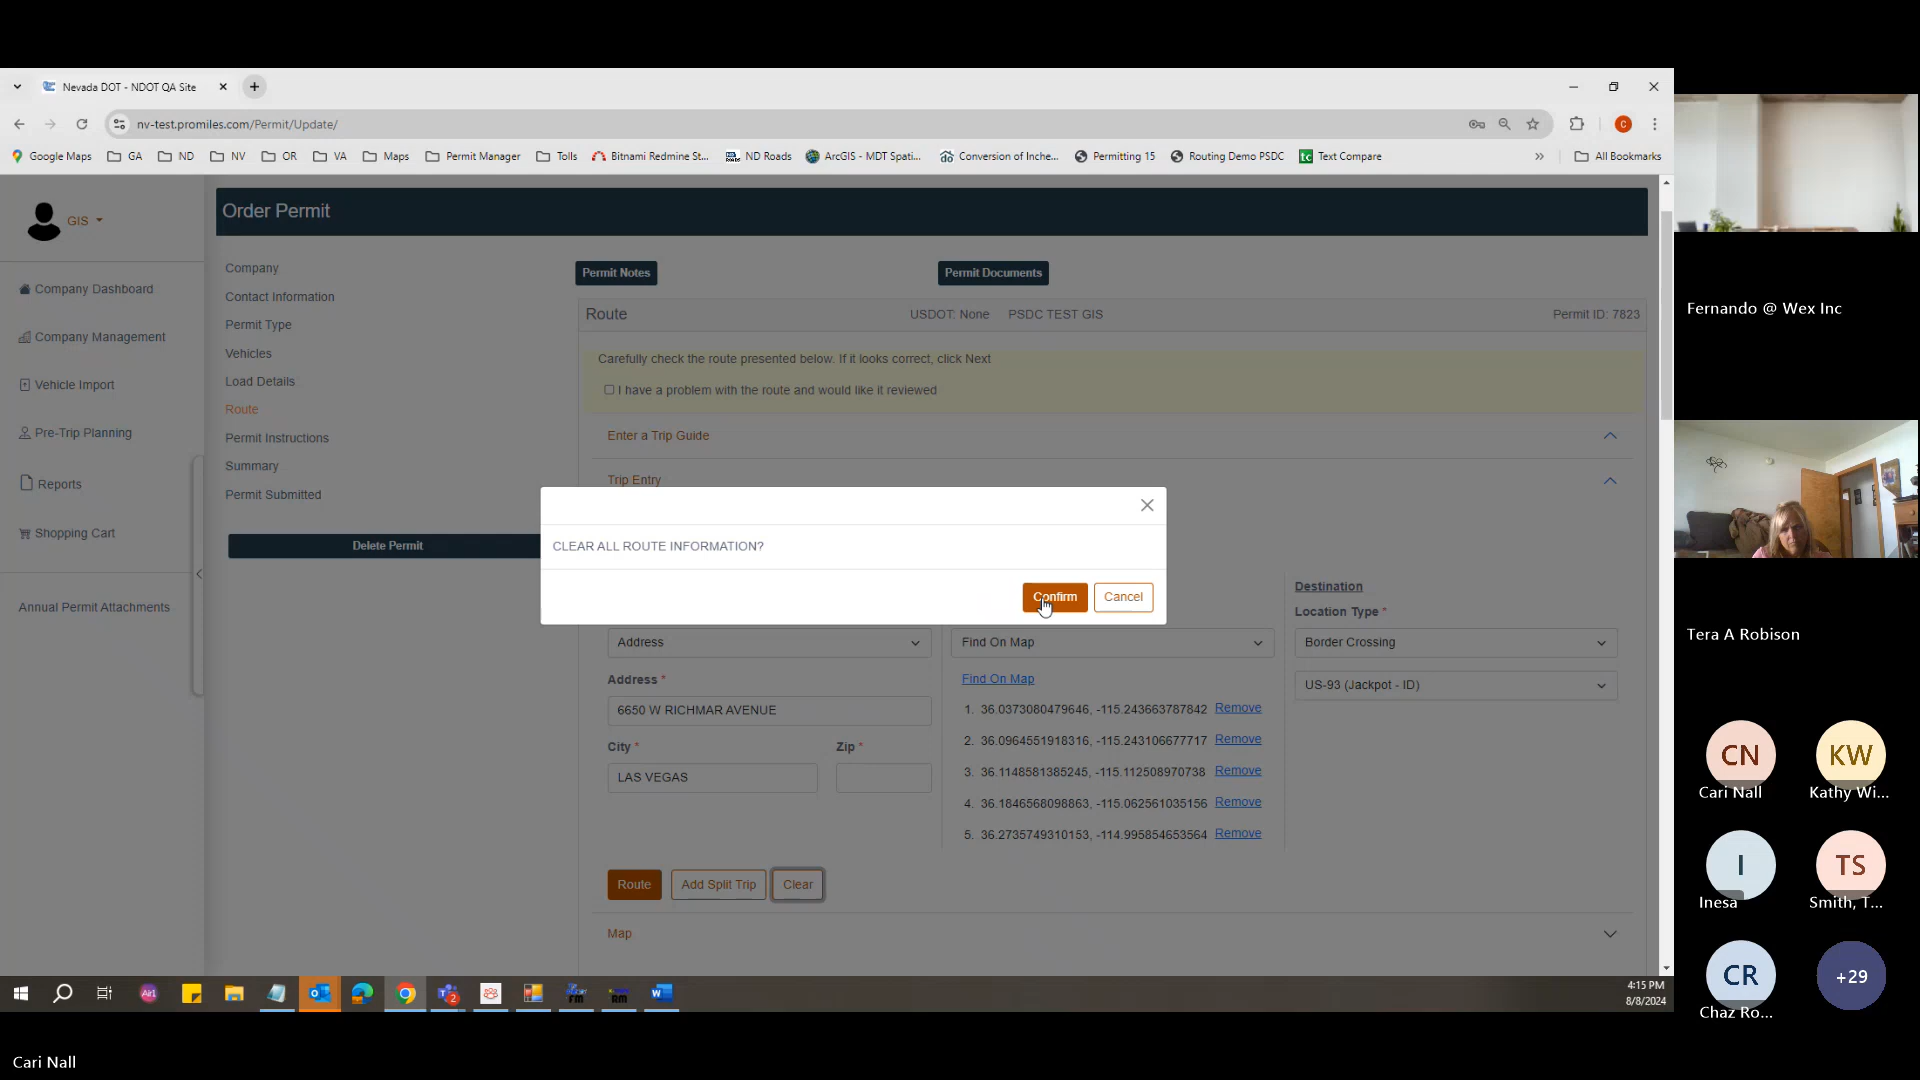 Nevada DOT - NDOT QA Site
nv-test.promiles.com/Permit/Update/
C
Google Maps GA ND NV OR VA Maps Permit Manager Tolls Bitnami Redmine St... ND Roads ArcGIS - MDT Spati... Conversion of Inche... Permitting 15 Routing Demo PSDC Text Compare » All Bookmarks
GIS
Company Dashboard
Company Management
Vehicle Import
Pre-Trip Planning
Reports
Shopping Cart
Annual Permit Attachments
Order Permit
Company
Contact Information
Permit Type
Vehicles
Load Details
Route
Permit Instructions
Summary
Permit Submitted
Delete Permit
Permit Notes Permit Documents
Route USDOT: None PSDC TEST GIS Permit ID: 7823
Carefully check the route presented below. If it looks correct, click Next
I have a problem with the route and would like it reviewed
Enter a Trip Guide
Trip Entry
CLEAR ALL ROUTE INFORMATION?
Confirm Cancel
Address
Address *
6650 W RICHMAR AVENUE
City * Zip *
LAS VEGAS
Find On Map
Find On Map
1. 36.0373080479646, -115.243663787842 Remove
2. 36.0964551918316, -115.243106677717 Remove
3. 36.1148581385245, -115.112508970738 Remove
4. 36.1846568098863, -115.062561035156 Remove
5. 36.2735749310153, -114.995854653564 Remove
Destination
Location Type *
Border Crossing
US-93 (Jackpot - ID)
Route Add Split Trip Clear
Map
4:15 PM
8/8/2024
Fernando @ Wex Inc
Tera A Robison
CN KW
Cari Nall Kathy Wi...
I TS
Inesa Smith, T...
CR +29
Chaz Ro...
Cari Nall